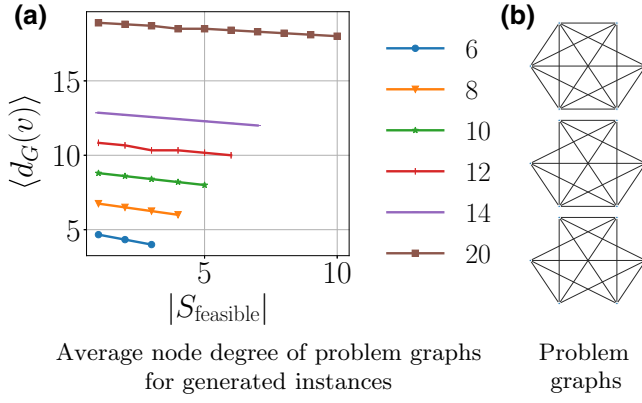 (a)
(b)
⟨d_G(v)⟩
15
10
5
5
10
|S_feasible|
6
8
10
12
14
20
Average node degree of problem graphs
for generated instances
Problem
graphs